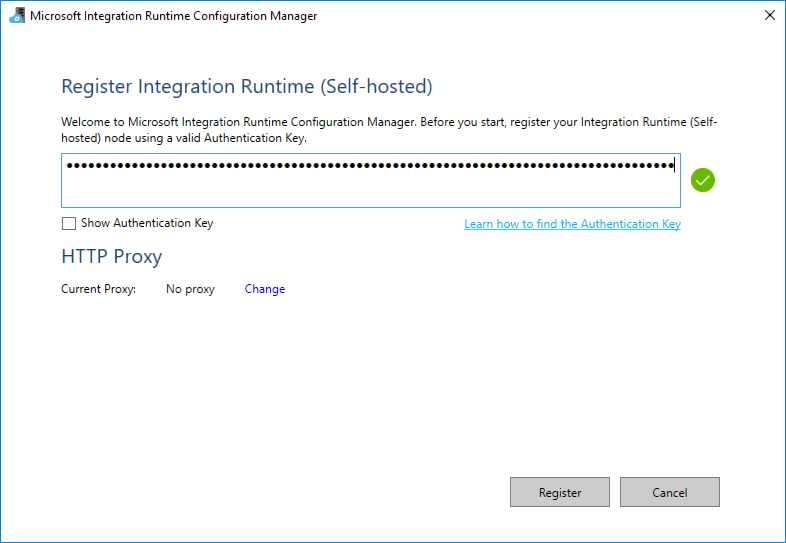 Microsoft Integration Runtime Configuration Manager
Register Integration Runtime (Self-hosted)
Welcome to Microsoft Integration Runtime Configuration Manager. Before you start, register your Integration Runtime (Self-
hosted) node using a valid Authentication Key.
Show Authentication Key
Learn how to find the Authentication Key
HTTP Proxy
Current Proxy: No proxy Change
Register Cancel